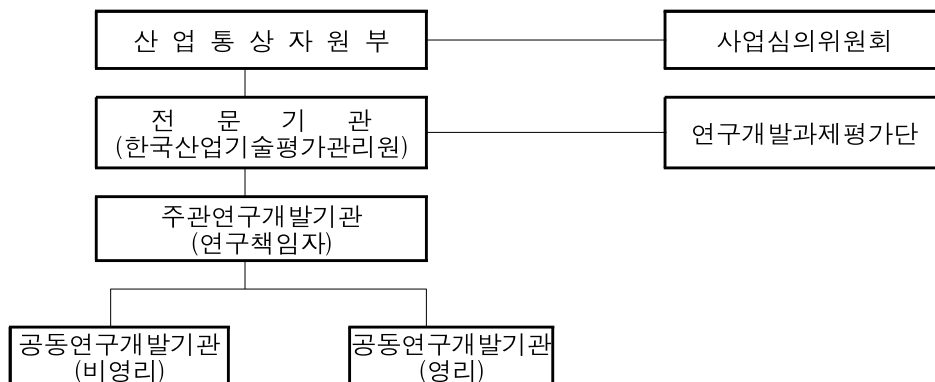 산 업 통 상 자 원 부
사업심의위원회
전 문 기 관
(한국산업기술평가관리원)
연구개발과제평가단
주관연구개발기관
(연구책임자)
공동연구개발기관
(비영리)
공동연구개발기관
(영리)